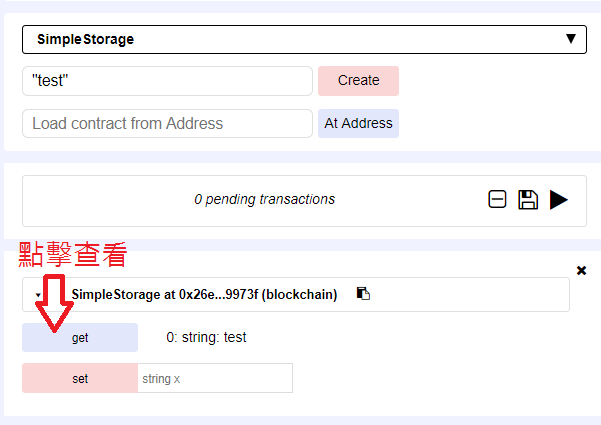 SimpleStorage
"test"
Create
Load contract from Address
At Address
0 pending transactions
點擊查看
SimpleStorage at 0x26e...9973f (blockchain)
get
0: string: test
set
string x